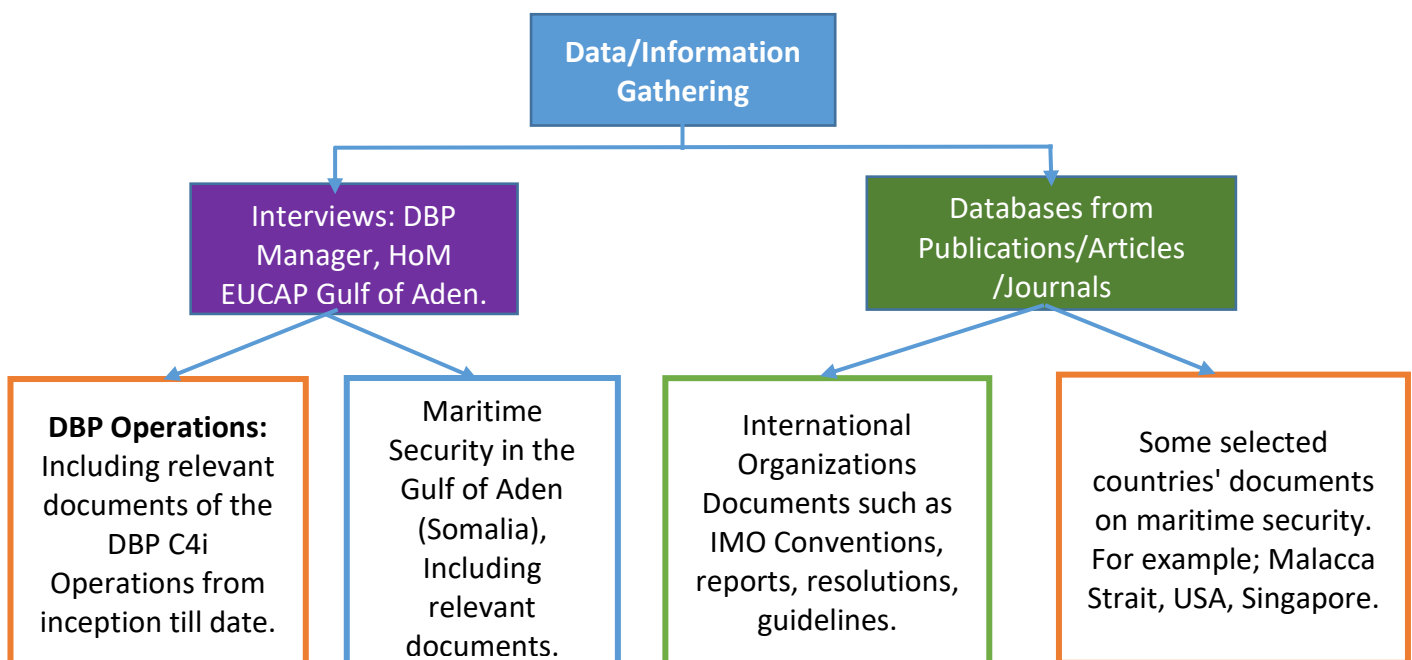 Data/Information
Gathering
Interviews: DBP
Manager, HoM
EUCAP Gulf of Aden.
Databases from
Publications/Articles
/Journals
DBP Operations:
Including relevant
documents of the
DBP C4i
Operations from
inception till date.
Maritime
Security in the
Gulf of Aden
(Somalia),
Including
relevant
documents.
International
Organizations
Documents such as
IMO Conventions,
reports, resolutions,
guidelines.
Some selected
countries' documents
on maritime security.
For example; Malacca
Strait, USA, Singapore.